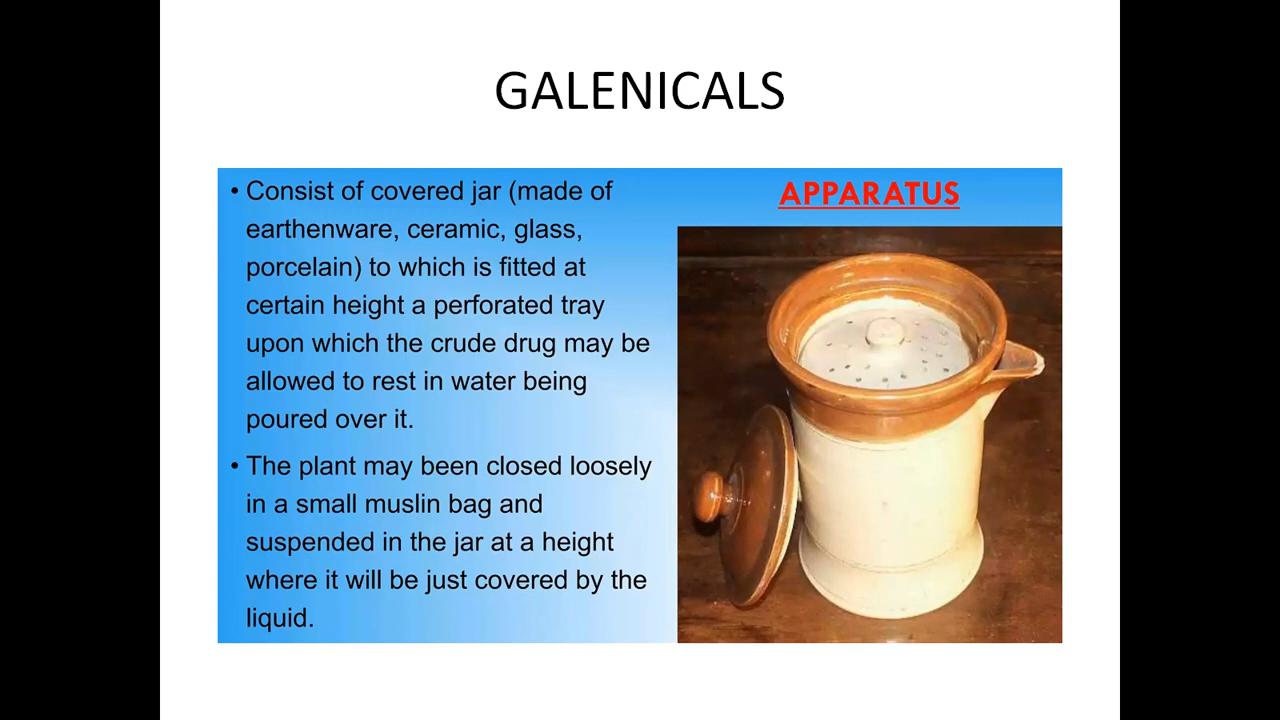 GALENICALS
• Consist of covered jar (made of
earthenware, ceramic, glass,
porcelain) to which is fitted at
certain height a perforated tray
upon which the crude drug may be
allowed to rest in water being
poured over it.
• The plant may been closed loosely
in a small muslin bag and
suspended in the jar at a height
where it will be just covered by the
liquid.
APPARATUS